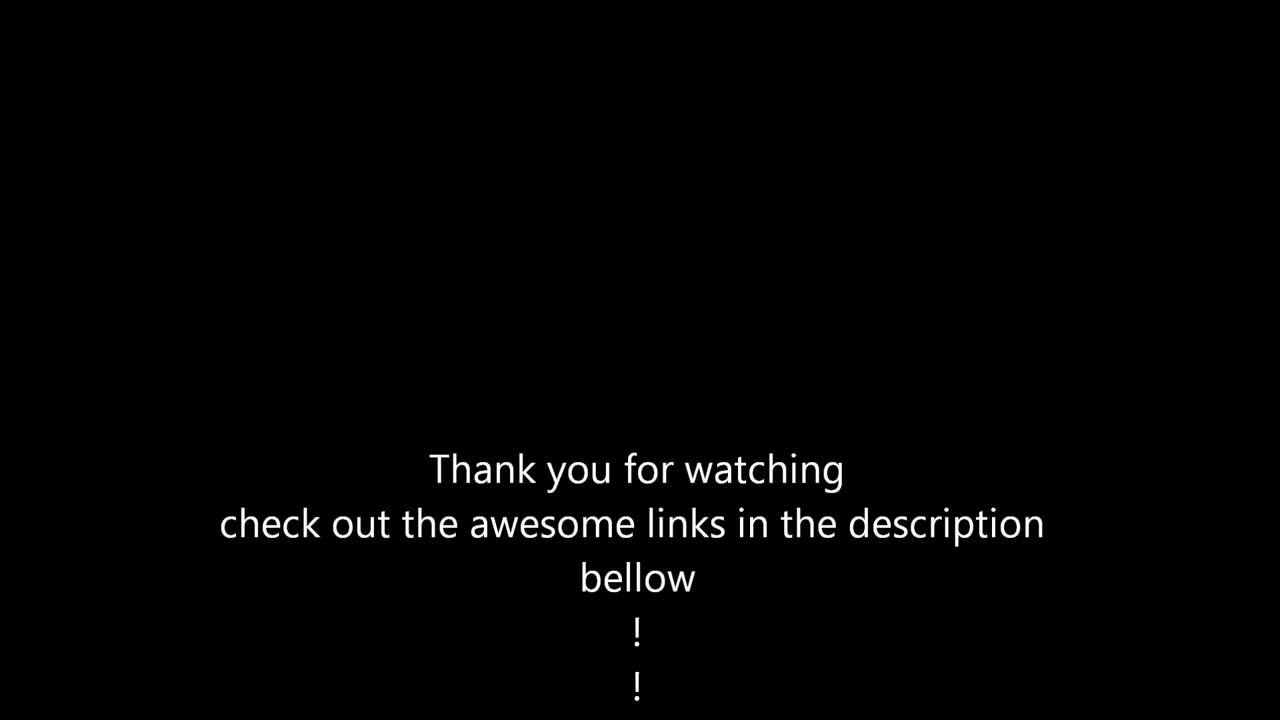 Thank you for watching
check out the awesome links in the description
bellow
!
!